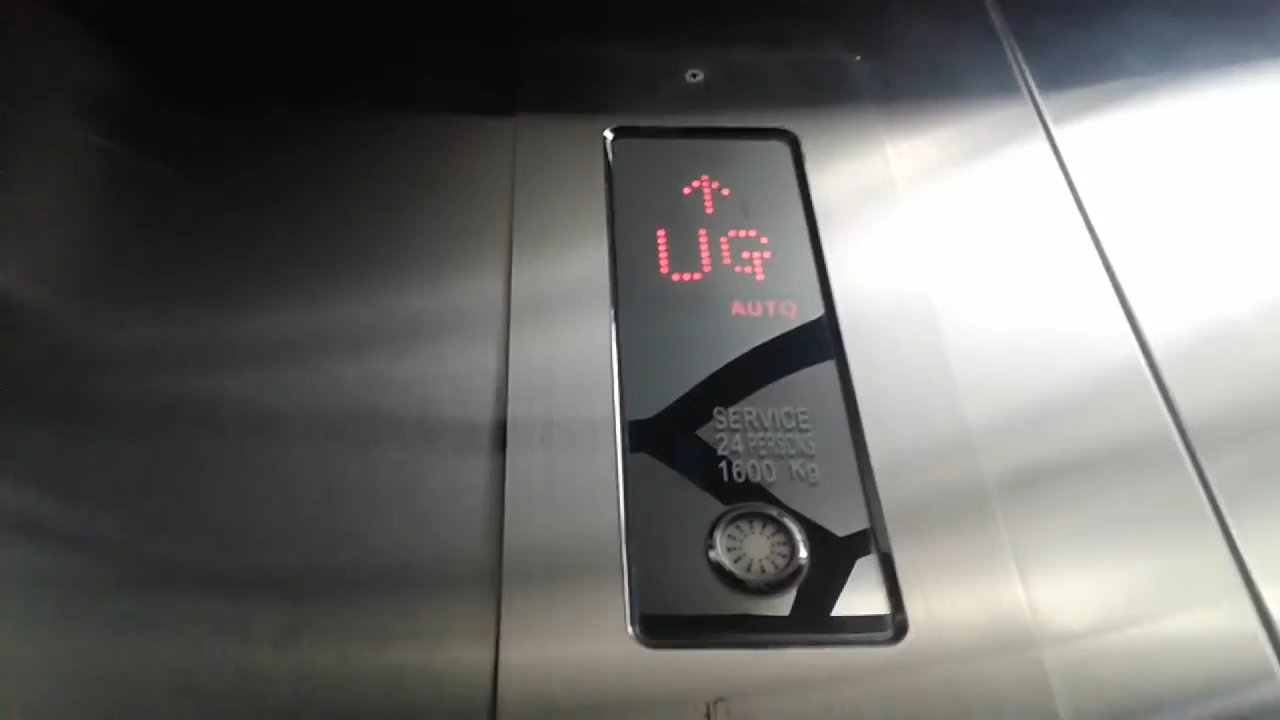 ↑
UG
AUTO
SERVICE
24 PERSONS
1600 Kg